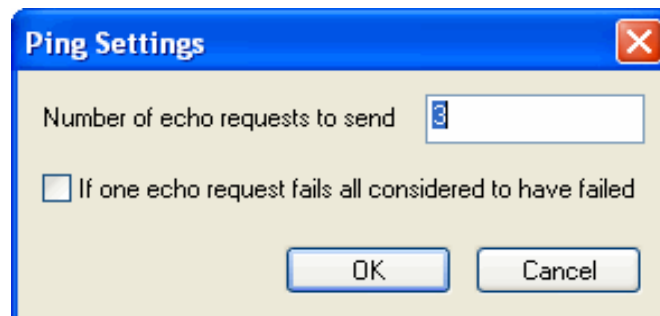 Ping Settings
Number of echo requests to send 3
If one echo request fails all considered to have failed
OK Cancel